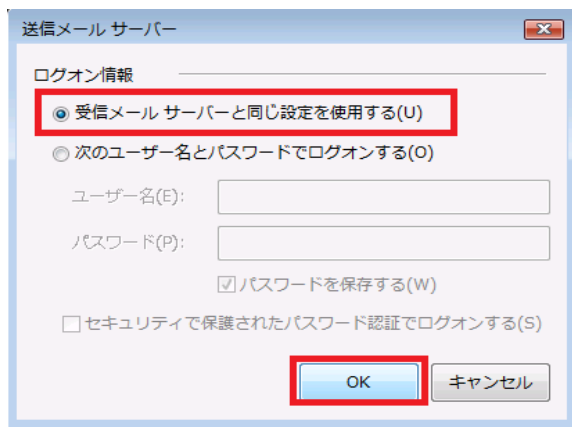 送信メール サーバー
ログオン情報
受信メール サーバーと同じ設定を使用する(U)
次のユーザー名とパスワードでログオンする(O)
ユーザー名(E):
パスワード(P):
パスワードを保存する(W)
セキュリティで保護されたパスワード認証でログオンする(S)
OK キャンセル